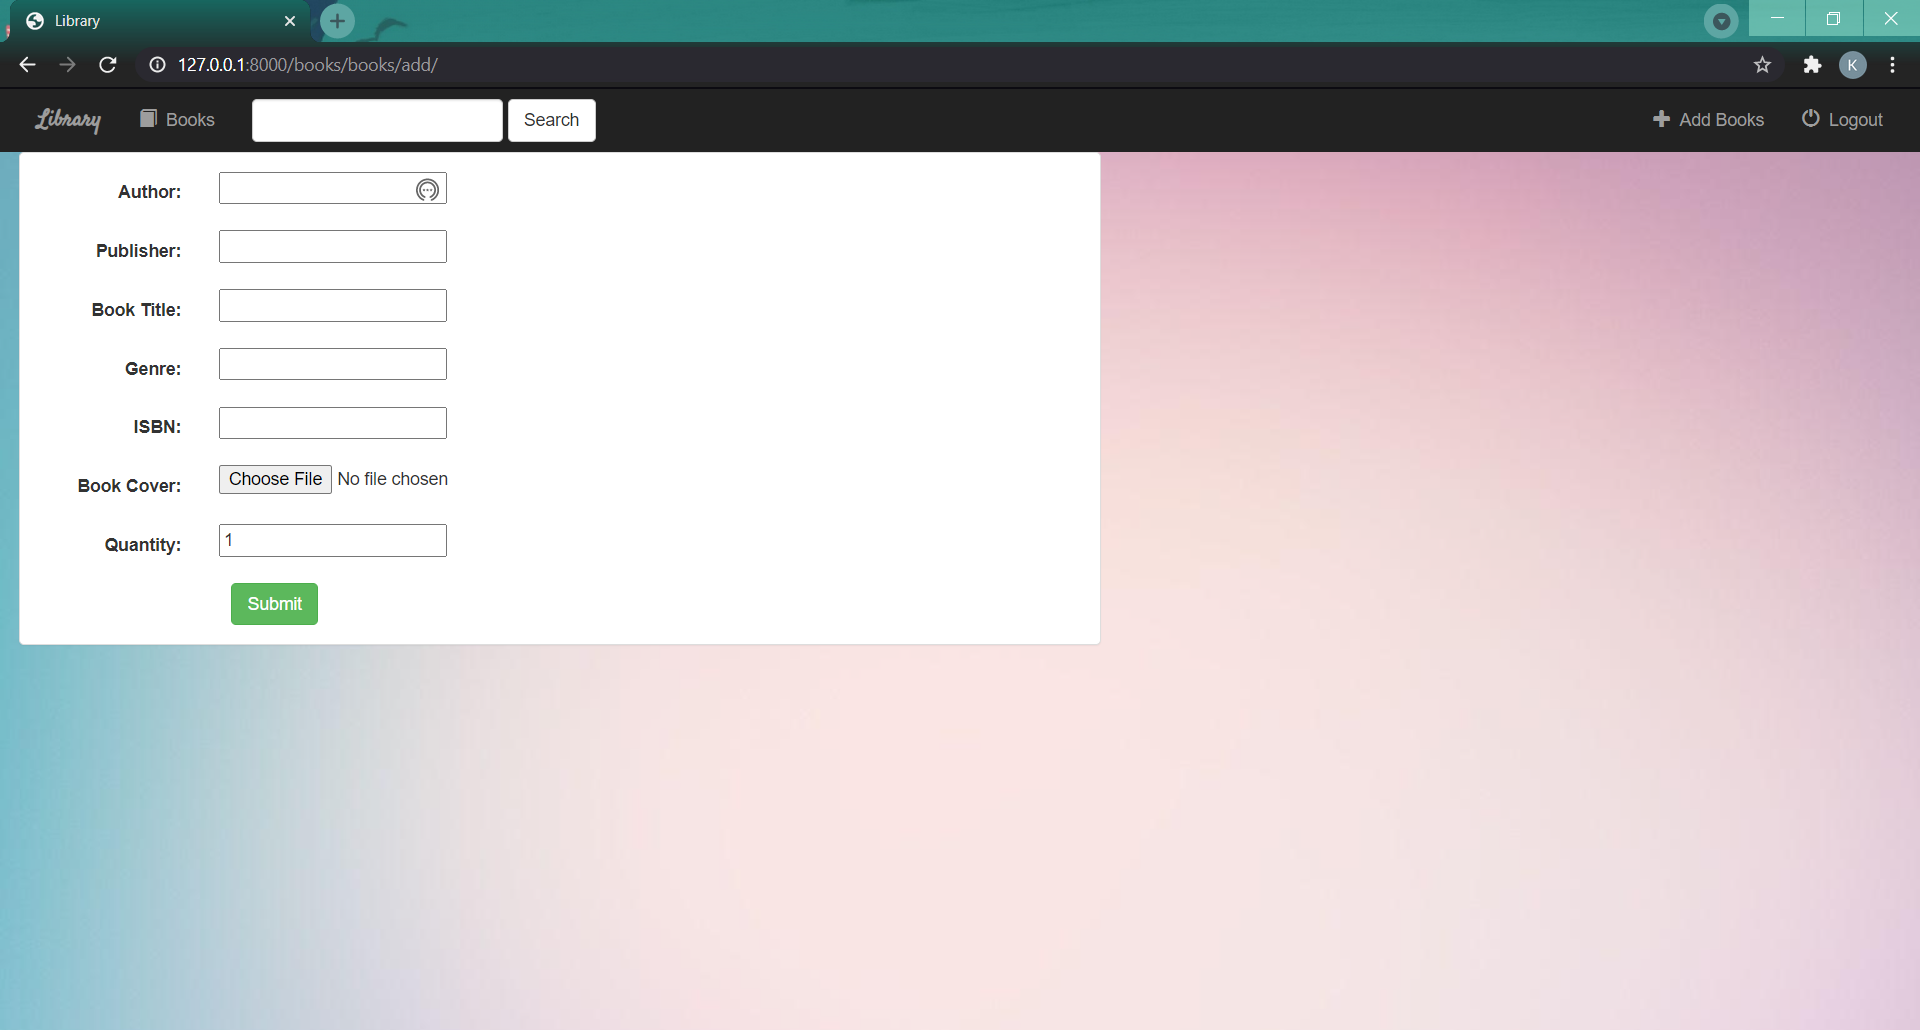 Library
127.0.0.1:8000/books/books/add/
K
Library Books Search Add Books Logout
Author:
Publisher:
Book Title:
Genre:
ISBN:
Book Cover: Choose File No file chosen
Quantity: 1
Submit